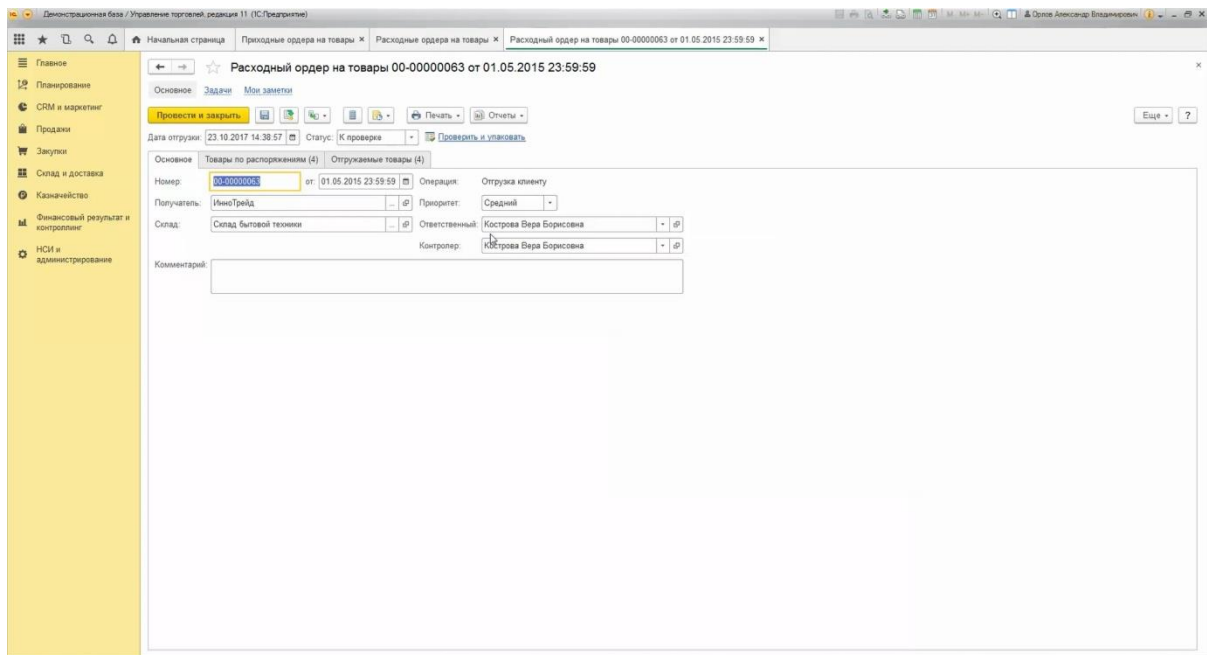 Демонстрационная база / Управление торговлей, редакция 11 (1С:Предприятие)
M M+ M- Орлов Александр Владимирович
Начальная страница Приходные ордера на товары × Расходные ордера на товары × Расходный ордер на товары 00-00000063 от 01.05.2015 23:59:59 ×
Главное
Планирование
CRM и маркетинг
Продажи
Закупки
Склад и доставка
Казначейство
Финансовый результат и
контроллинг
НСИ и
администрирование
Расходный ордер на товары 00-00000063 от 01.05.2015 23:59:59
Основное Задачи Мои заметки
Провести и закрыть Печать Отчеты Еще ?
Дата отгрузки: 23.10.2017 14:38:57 Статус: К проверке Проверить и упаковать
Основное Товары по распоряжениям (4) Отгружаемые товары (4)
Номер: 00-00000063 от: 01.05.2015 23:59:59 Операция: Отгрузка клиенту
Получатель: ИнноТрейд ... Приоритет: Средний
Склад: Склад бытовой техники ... Ответственный: Кострова Вера Борисовна
Контролер: Кострова Вера Борисовна
Комментарий: